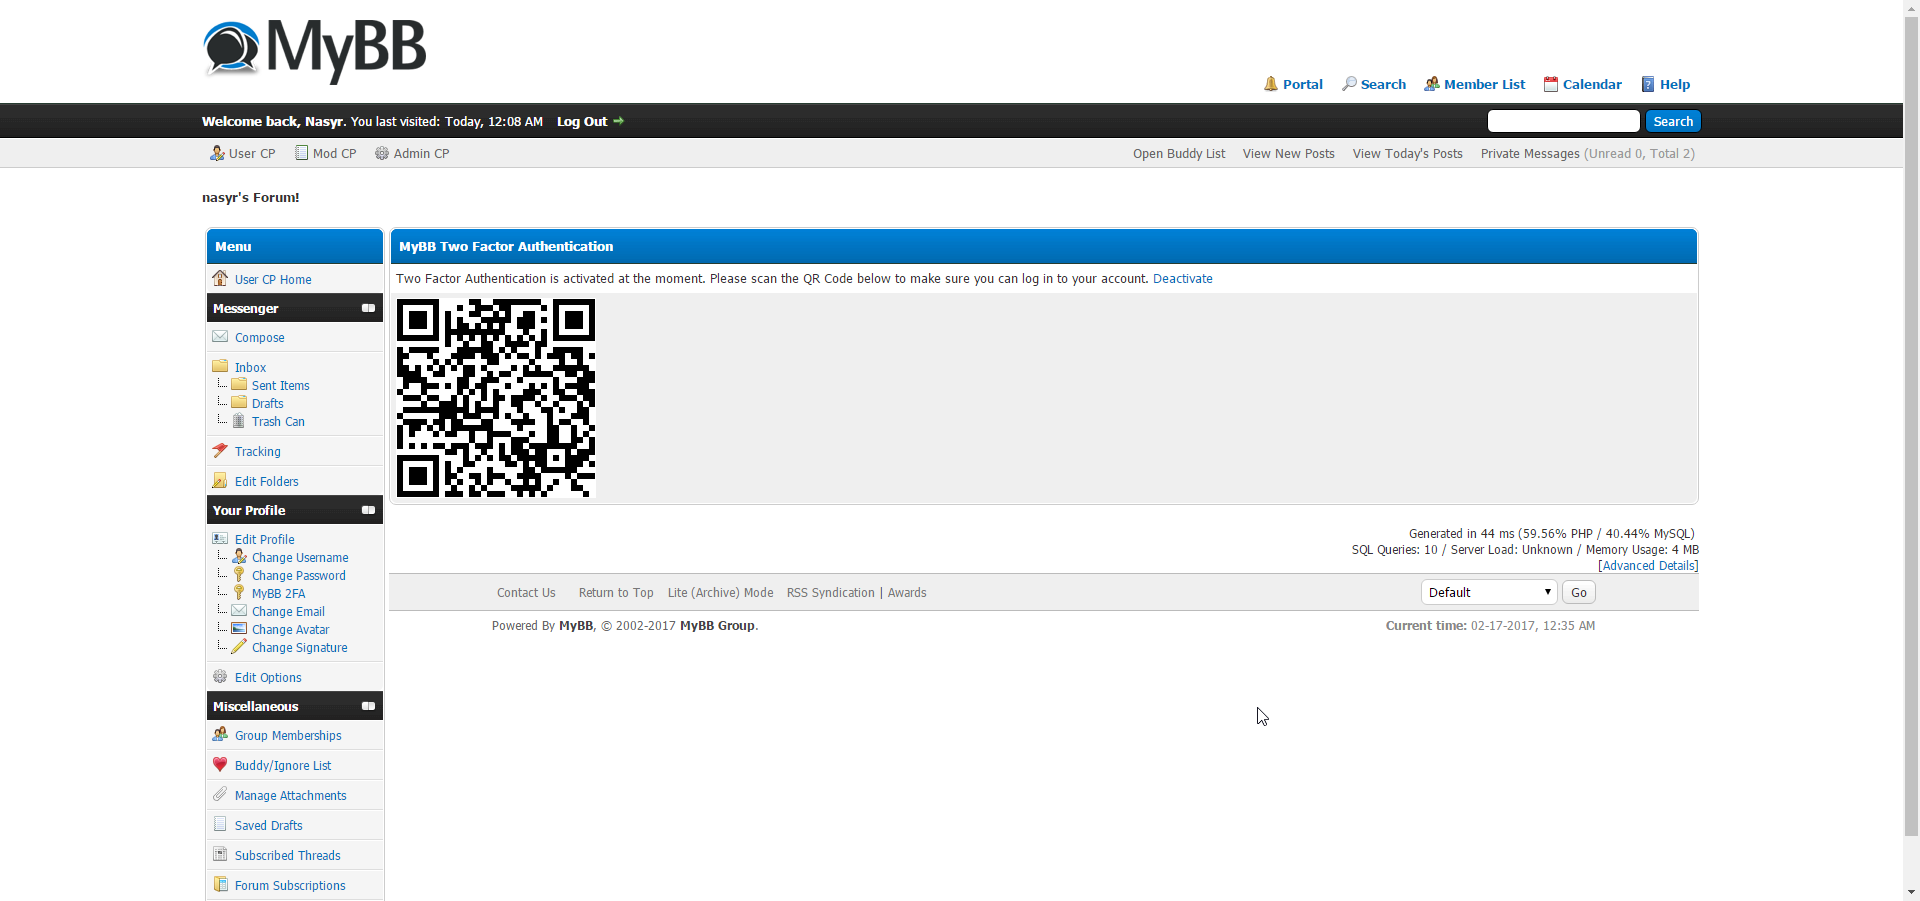 MyBB
Portal Search Member List Calendar Help
Welcome back, Nasyr. You last visited: Today, 12:08 AM Log Out
Search
User CP Mod CP Admin CP
Open Buddy List View New Posts View Today's Posts Private Messages (Unread 0, Total 2)
nasyr's Forum!
Menu
User CP Home
Messenger
Compose
Inbox
Sent Items
Drafts
Trash Can
Tracking
Edit Folders
Your Profile
Edit Profile
Change Username
Change Password
MyBB 2FA
Change Email
Change Avatar
Change Signature
Edit Options
Miscellaneous
Group Memberships
Buddy/Ignore List
Manage Attachments
Saved Drafts
Subscribed Threads
Forum Subscriptions
MyBB Two Factor Authentication
Two Factor Authentication is activated at the moment. Please scan the QR Code below to make sure you can log in to your account. Deactivate
Generated in 44 ms (59.56% PHP / 40.44% MySQL)
SQL Queries: 10 / Server Load: Unknown / Memory Usage: 4 MB
[Advanced Details]
Contact Us Return to Top Lite (Archive) Mode RSS Syndication | Awards
Default Go
Powered By MyBB, © 2002-2017 MyBB Group.
Current time: 02-17-2017, 12:35 AM